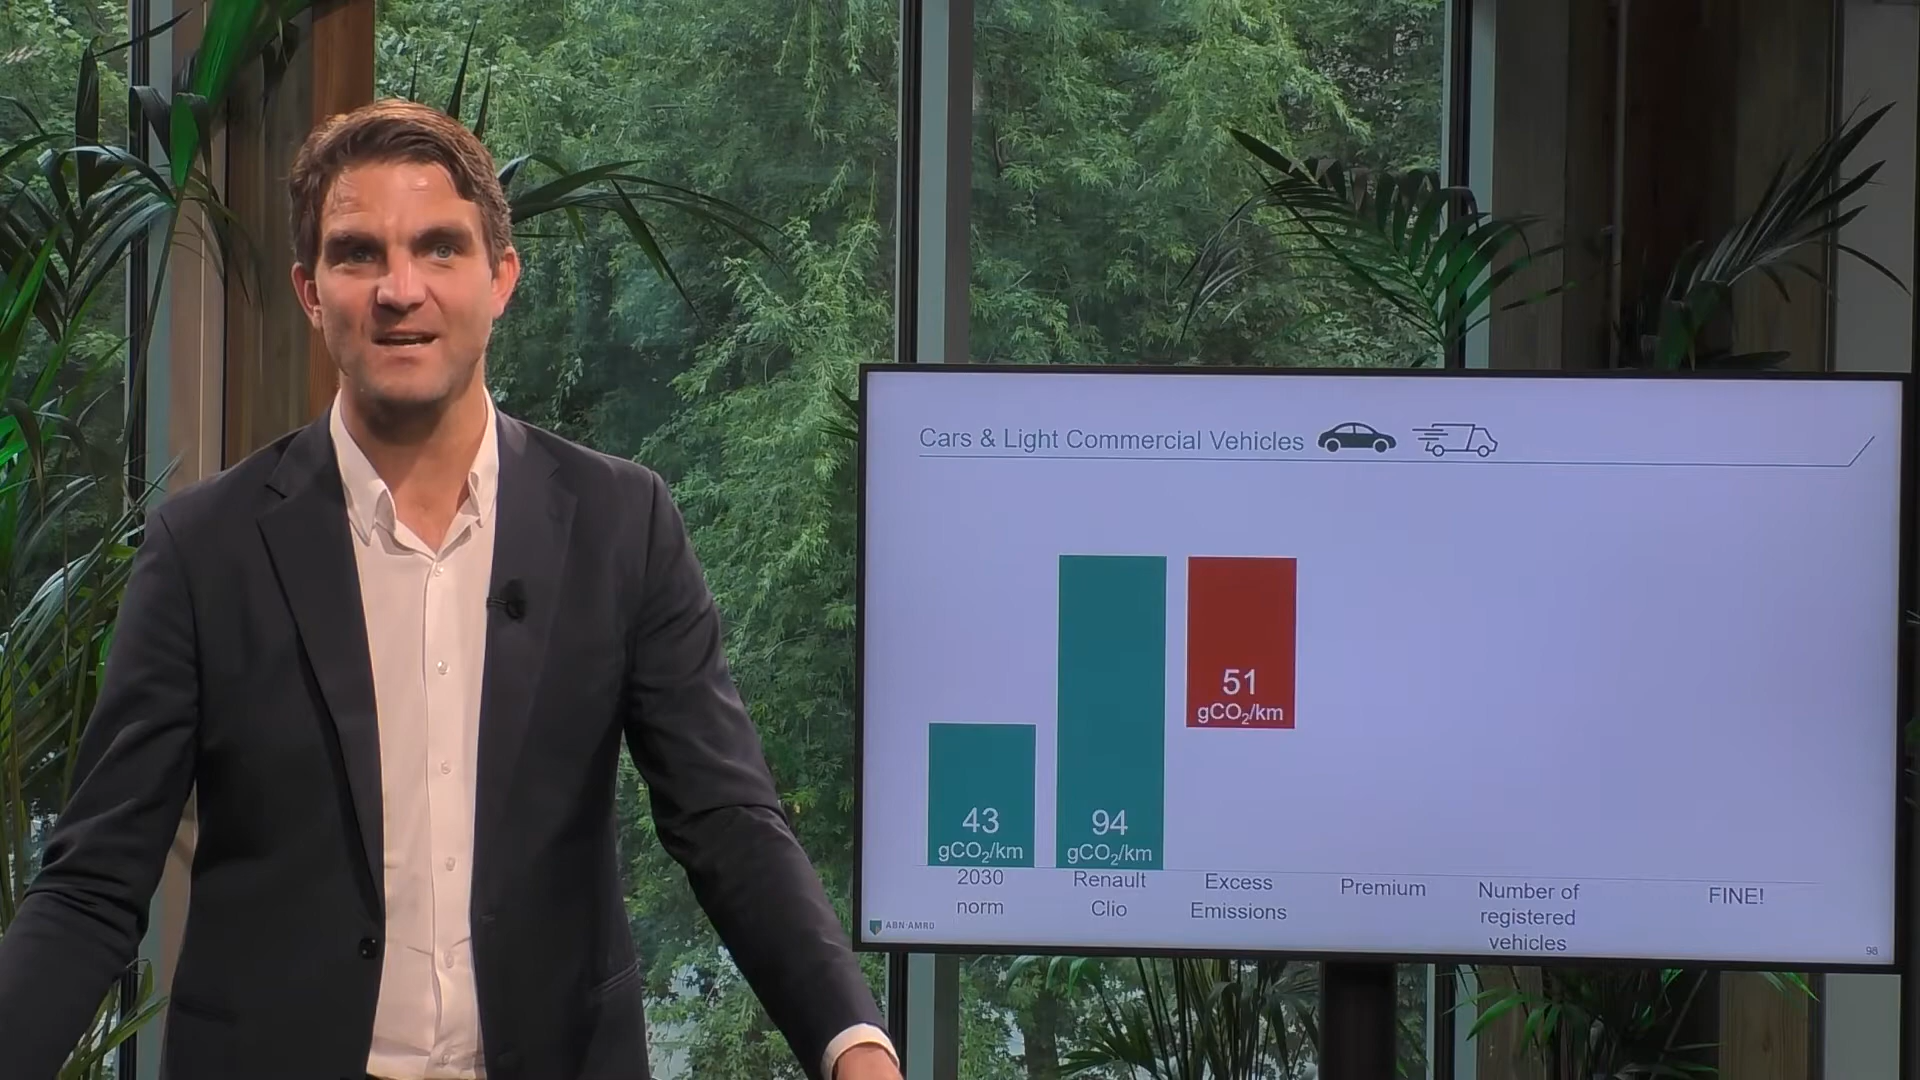 Cars & Light Commercial Vehicles
51
gCO₂/km
43
gCO₂/km
94
gCO₂/km
2030
norm
Renault
Clio
Excess
Emissions
Premium
Number of
registered
vehicles
FINE!
ABN·AMRO
98